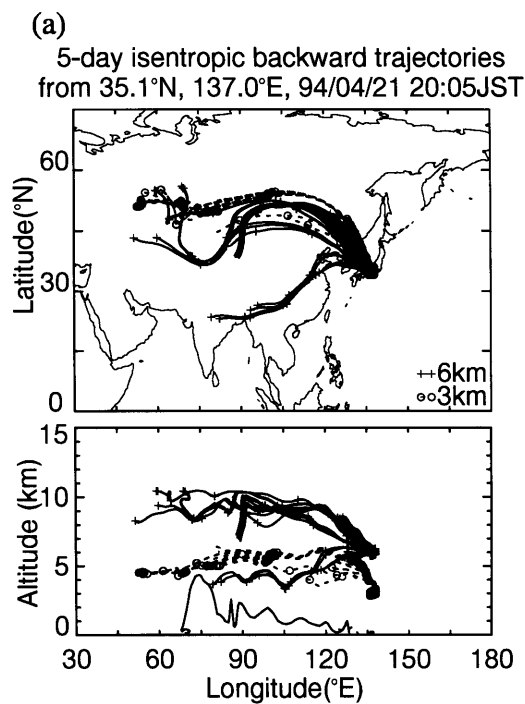 (a)
5-day isentropic backward trajectories
from 35.1°N, 137.0°E, 94/04/21 20:05JST
60
30
0
Latitude(°N)
6km
3km
15
10
5
0
Altitude (km)
30 60 90 120 150 180
Longitude(°E)